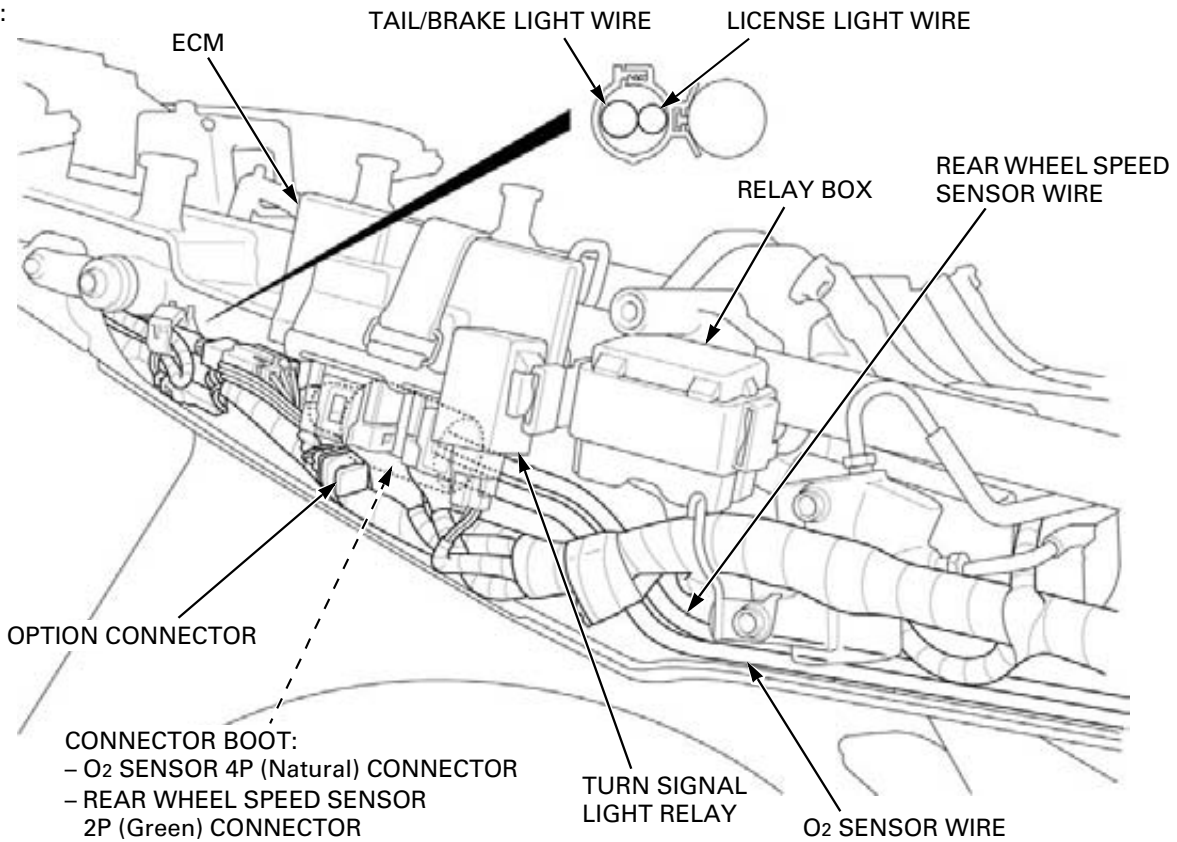 :
TAIL/BRAKE LIGHT WIRE
LICENSE LIGHT WIRE
ECM
REAR WHEEL SPEED
SENSOR WIRE
RELAY BOX
OPTION CONNECTOR
CONNECTOR BOOT:
– O2 SENSOR 4P (Natural) CONNECTOR
– REAR WHEEL SPEED SENSOR
2P (Green) CONNECTOR
TURN SIGNAL
LIGHT RELAY
O2 SENSOR WIRE